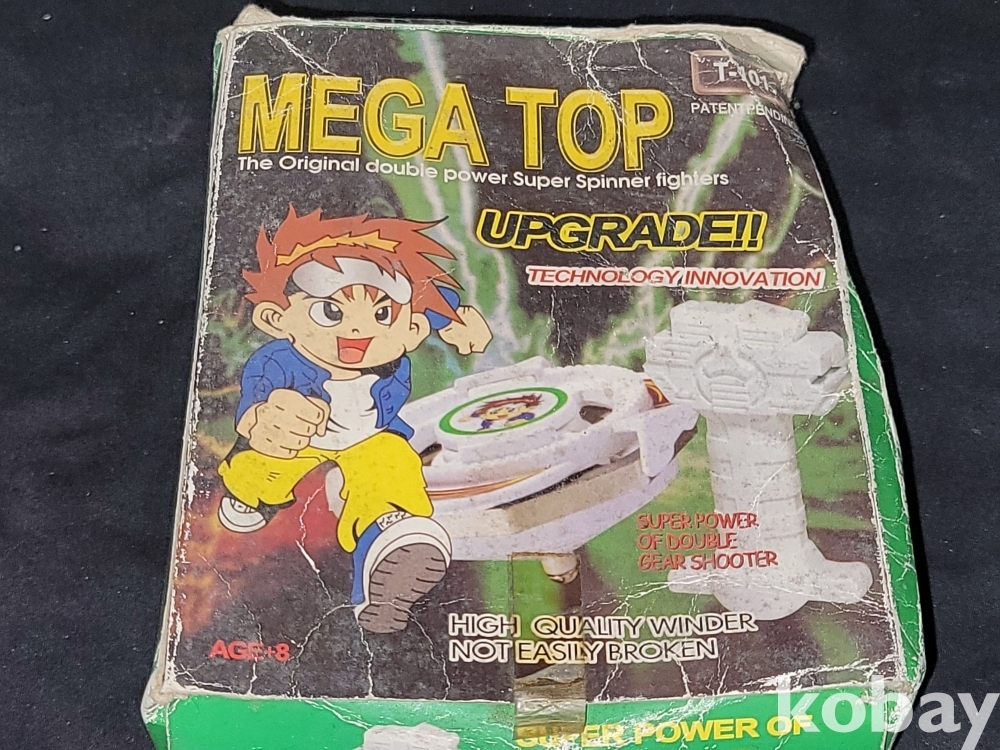 MEGA TOP
The Original double power Super Spinner fighters
T-101
PATENT PENDING
UPGRADE!!
TECHNOLOGY INNOVATION
SUPER POWER
OF DOUBLE
GEAR SHOOTER
HIGH QUALITY WINDER
NOT EASILY BROKEN
AGE+8
SUPER POWER OF
kobay